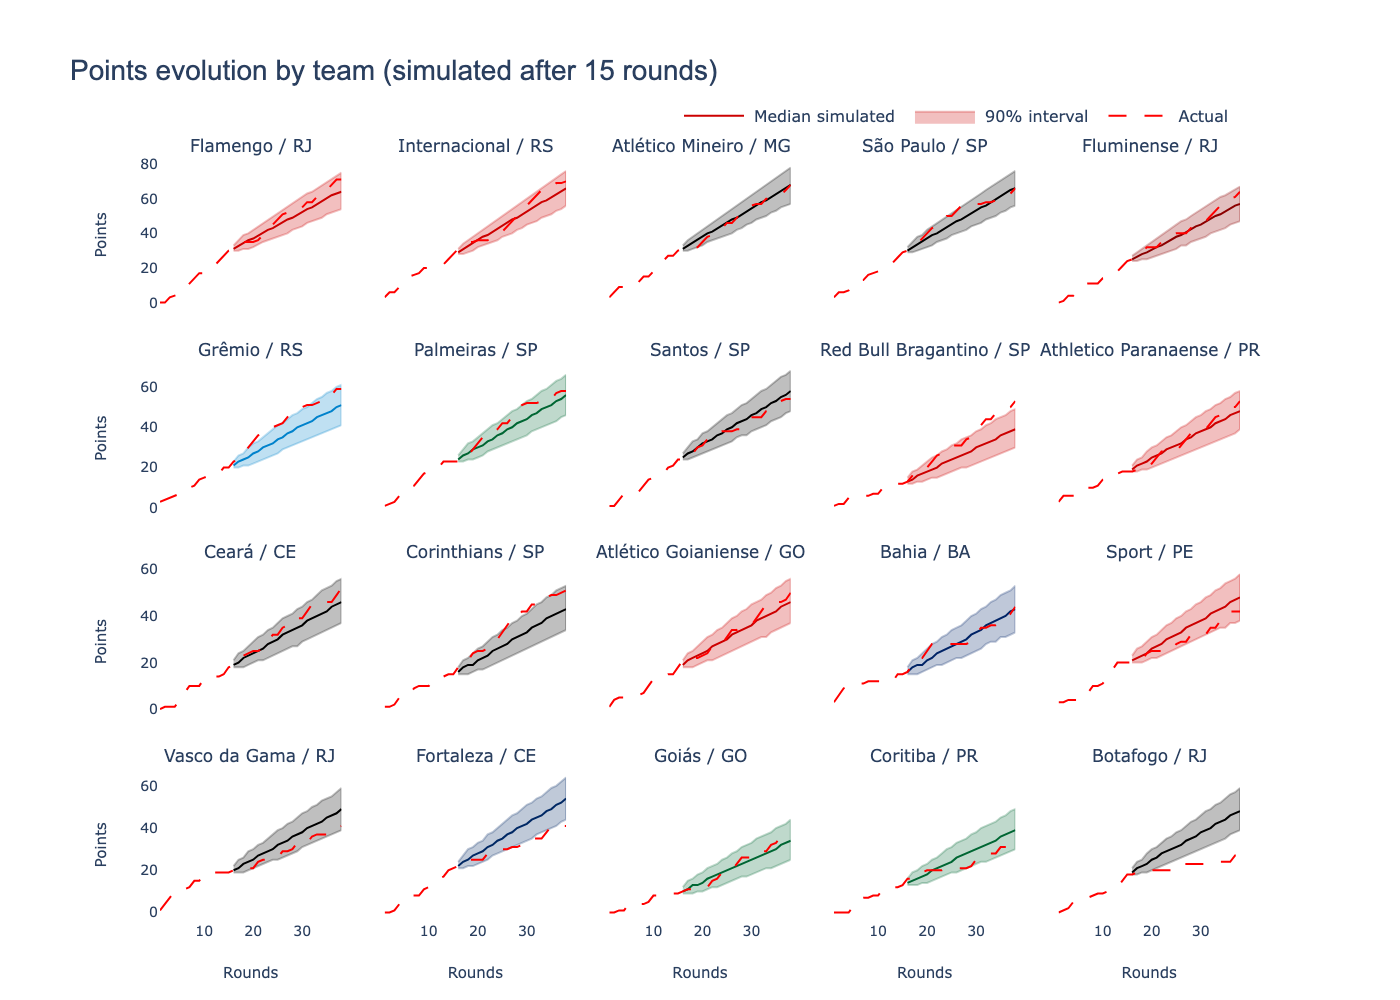 Points evolution by team (simulated after 15 rounds)
Median simulated 90% interval Actual
Flamengo / RJ Internacional / RS Atlético Mineiro / MG São Paulo / SP Fluminense / RJ
80
60
40
20
0
Points
Grêmio / RS Palmeiras / SP Santos / SP Red Bull Bragantino / SP Athletico Paranaense / PR
60
40
20
0
Points
Ceará / CE Corinthians / SP Atlético Goianiense / GO Bahia / BA Sport / PE
60
40
20
0
Points
Vasco da Gama / RJ Fortaleza / CE Goiás / GO Coritiba / PR Botafogo / RJ
60
40
20
0
Points
10 20 30 10 20 30 10 20 30 10 20 30 10 20 30
Rounds Rounds Rounds Rounds Rounds